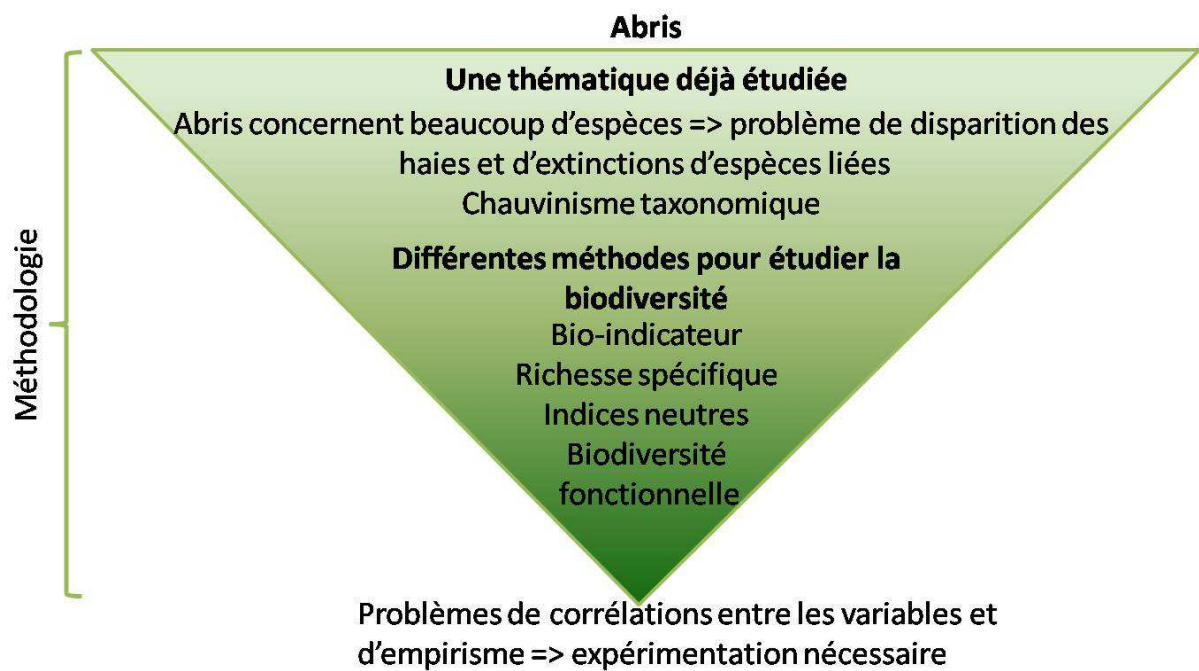 Abris
Une thématique déjà étudiée
Abris concernent beaucoup d'espèces => problème de disparition des
haies et d'extinctions d'espèces liées
Chauvinisme taxonomique
Différentes méthodes pour étudier la
biodiversité
Bio-indicateur
Richesse spécifique
Indices neutres
Biodiversité
fonctionnelle
Méthodologie
Problèmes de corrélations entre les variables et
d'empirisme => expérimentation nécessaire